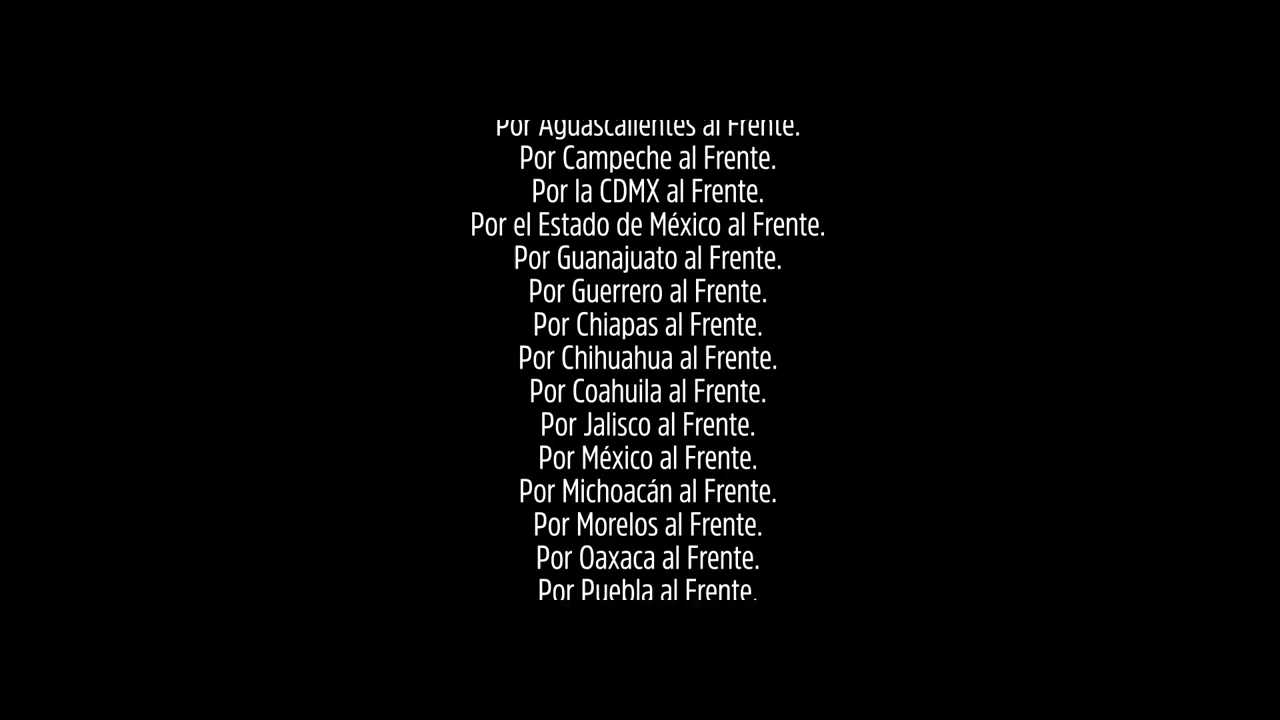 Por Aguascalientes al Frente.
Por Campeche al Frente.
Por la CDMX al Frente.
Por el Estado de México al Frente.
Por Guanajuato al Frente.
Por Guerrero al Frente.
Por Chiapas al Frente.
Por Chihuahua al Frente.
Por Coahuila al Frente.
Por Jalisco al Frente.
Por México al Frente.
Por Michoacán al Frente.
Por Morelos al Frente.
Por Oaxaca al Frente.
Por Puebla al Frente.